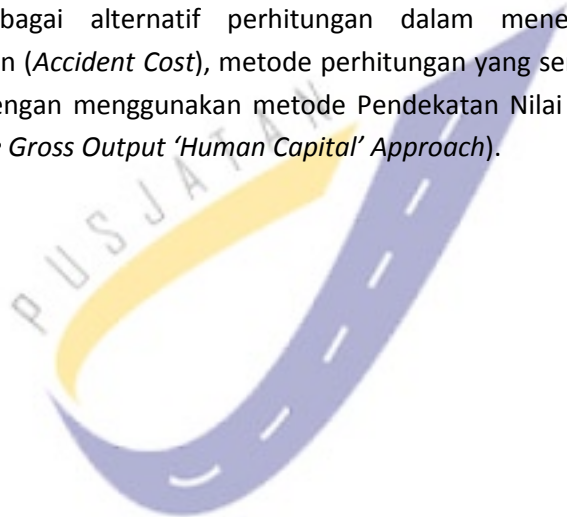 bagai alternatif perhitungan dalam mene
n (Accident Cost), metode perhitungan yang se
engan menggunakan metode Pendekatan Nilai
Gross Output ‘Human Capital’ Approach).
PUSJATAN